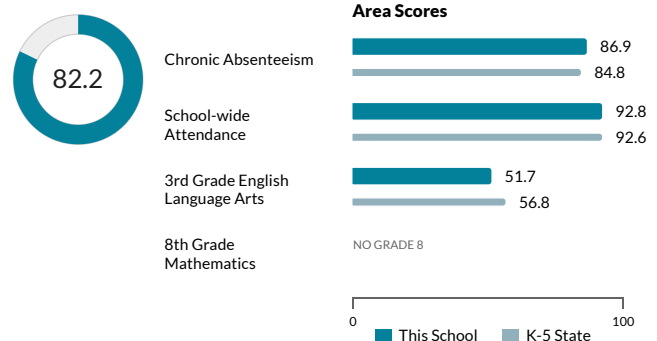 Area Scores
82.2
Chronic Absenteeism
86.9
84.8
School-wide
Attendance
92.8
92.6
3rd Grade English
Language Arts
51.7
56.8
8th Grade
Mathematics
NO GRADE 8
0
100
This School
K-5 State